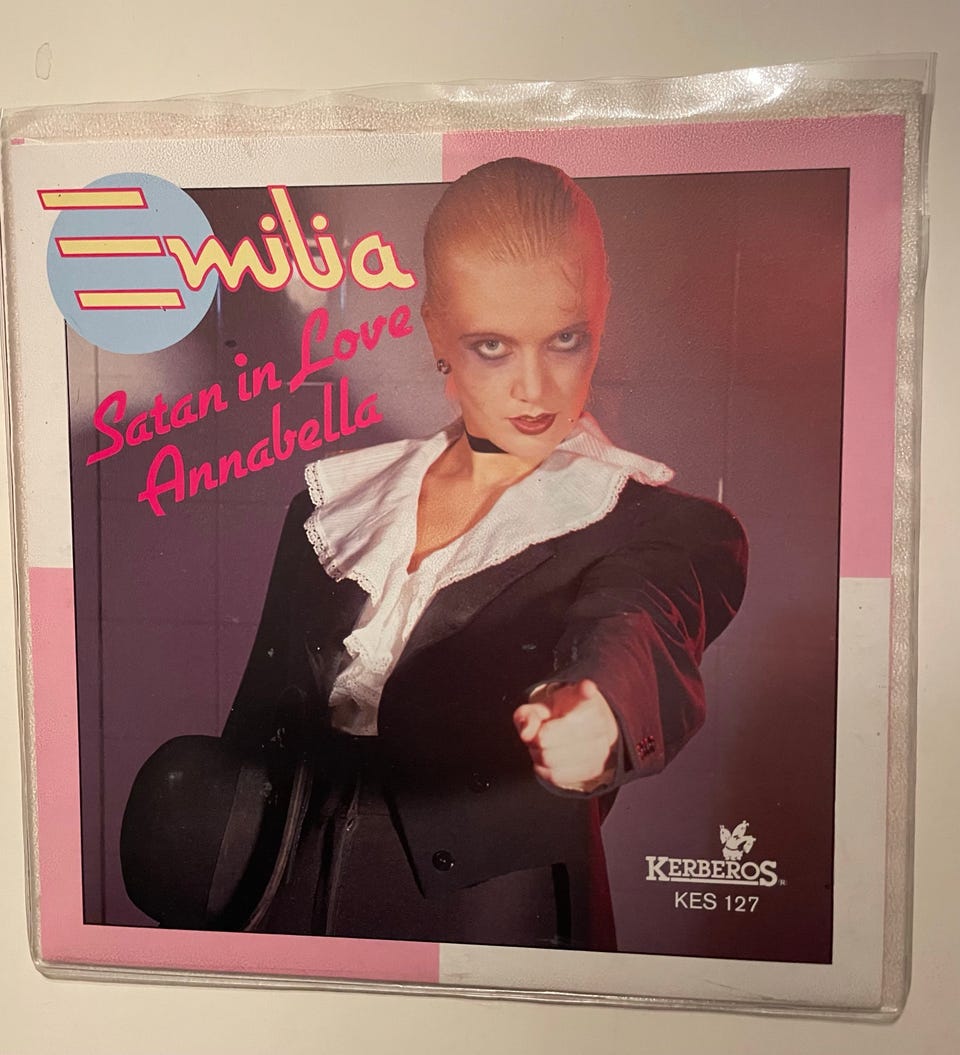 Emilia
Satan in Love
Annabella
KERBEROS®
KES 127